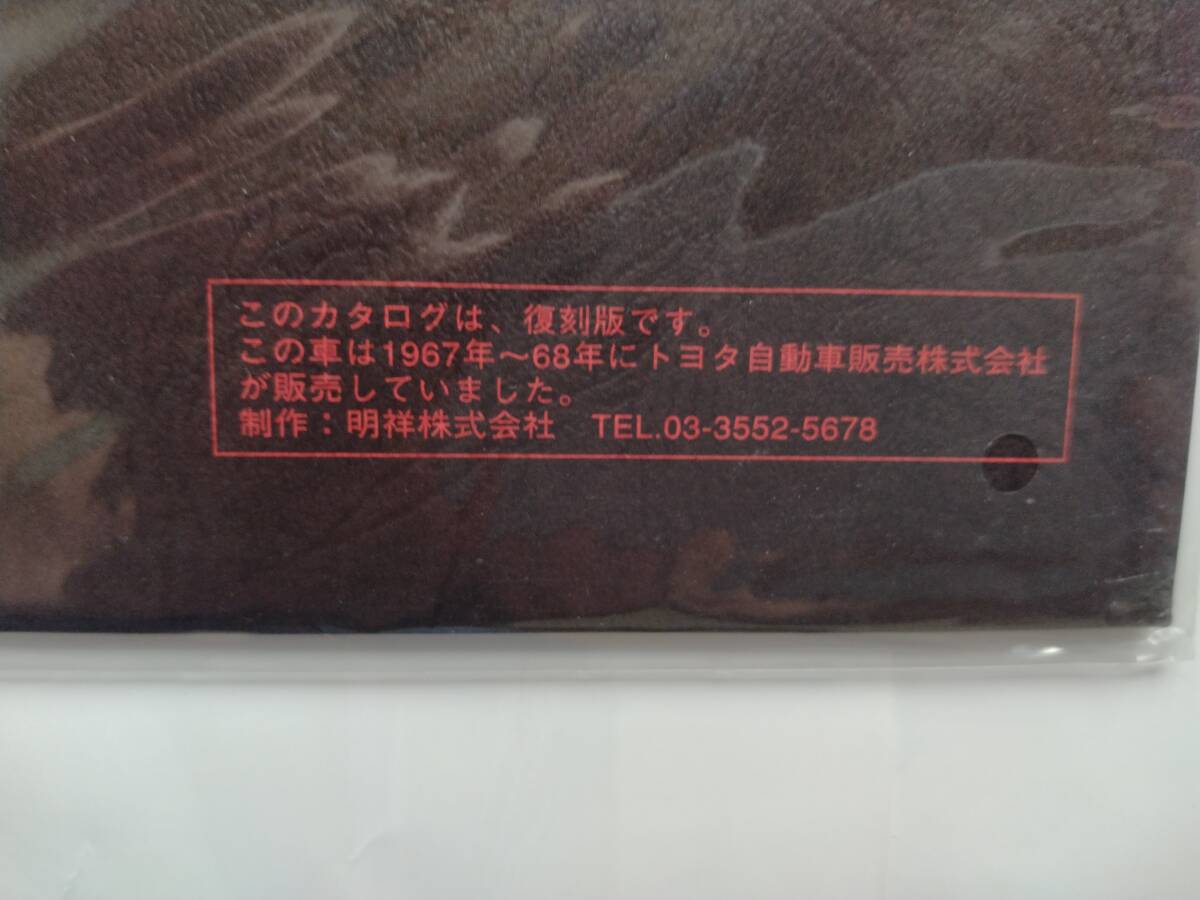 このカタログは、復刻版です。
この車は1967年〜68年にトヨタ自動車販売株式会社
が販売していました。
制作：明祥株式会社　TEL.03-3552-5678